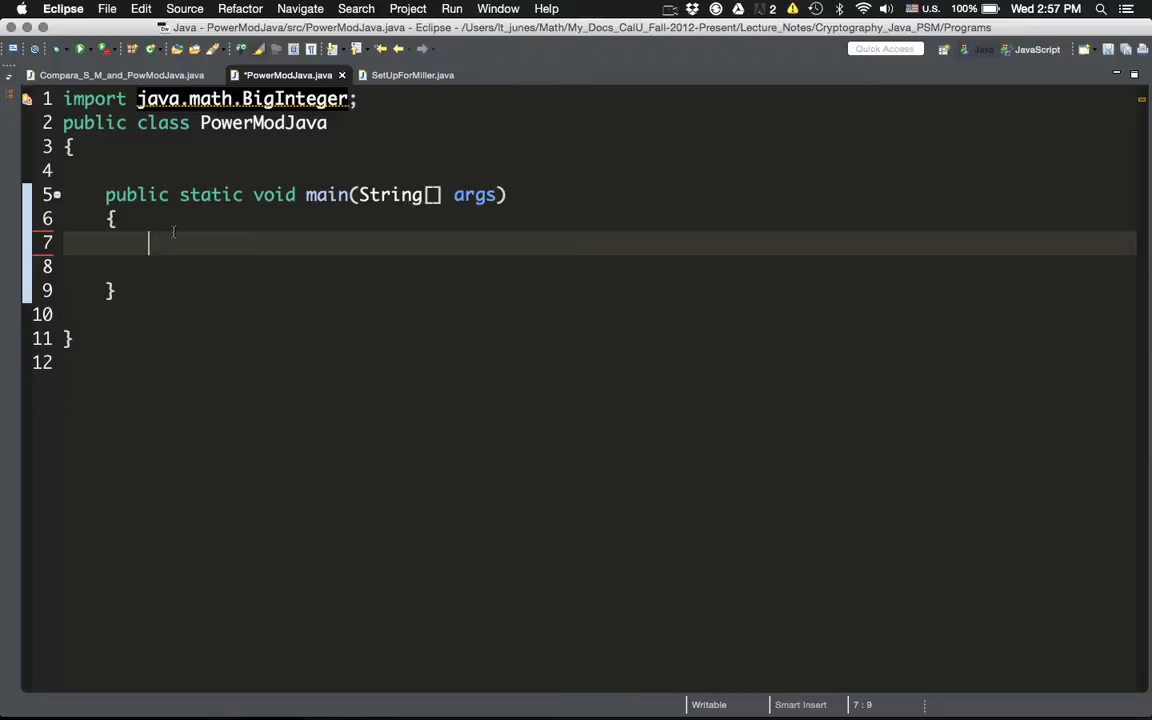 Eclipse File Edit Source Refactor Navigate Search Project Run Window Help 2 U.S. 100% Wed 2:57 PM
Java - PowerModJava/src/PowerModJava.java - Eclipse - /Users/lt_junes/Math/My_Docs_CalU_Fall-2012-Present/Lecture_Notes/Cryptography_Java_PSM/Programs
Quick Access Java JavaScript
Compara_S_M_and_PowModJava.java *PowerModJava.java SetUpForMiller.java
1 import java.math.BigInteger;
2 public class PowerModJava
3 {
4
5 public static void main(String[] args)
6 {
7
8
9 }
10
11 }
12
Writable Smart Insert 7 : 9